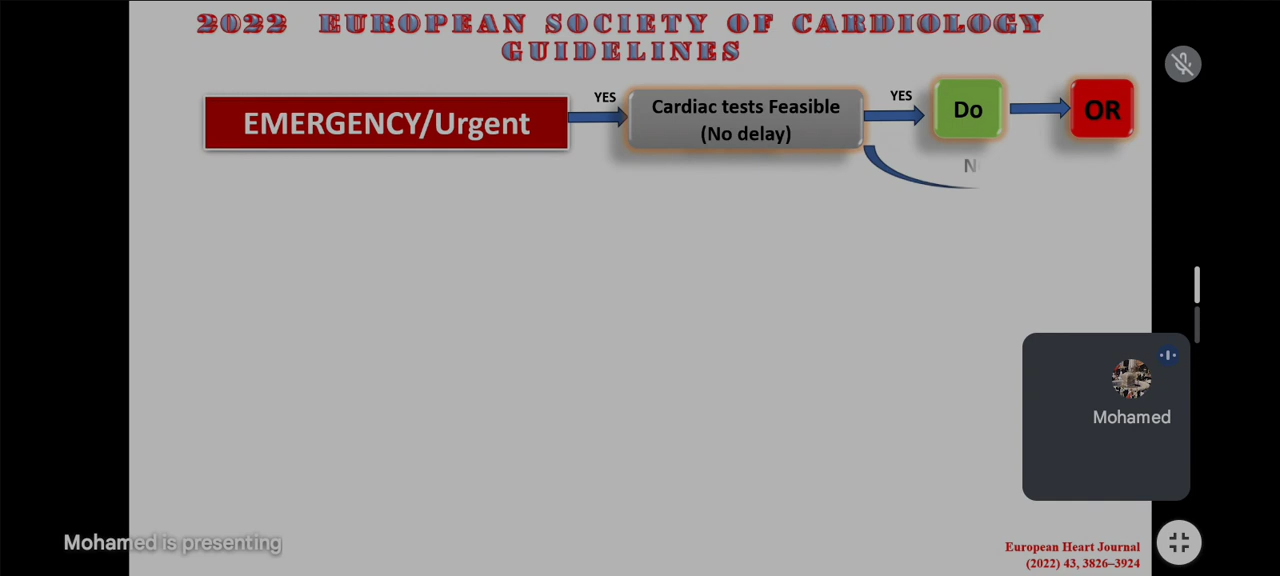 2022 EUROPEAN SOCIETY OF CARDIOLOGY
GUIDELINES
EMERGENCY/Urgent
YES
Cardiac tests Feasible
(No delay)
YES
Do
OR
N
Mohamed
Mohamed is presenting
European Heart Journal
(2022) 43, 3826–3924